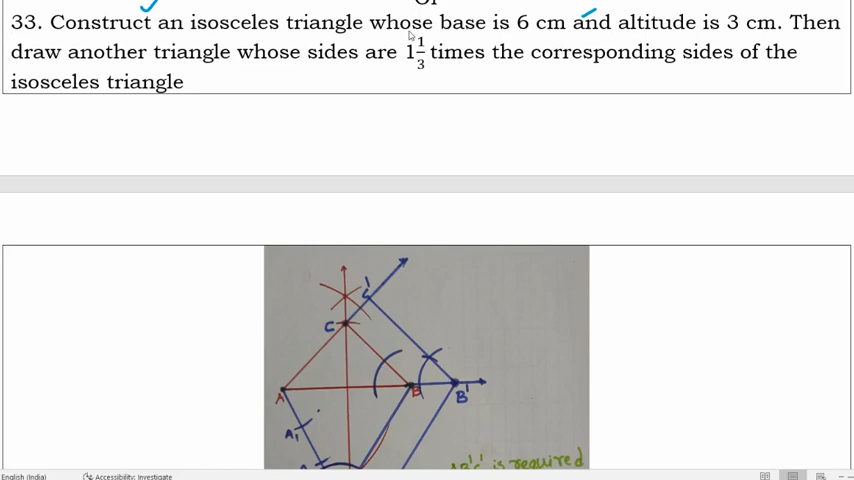 Or
33. Construct an isosceles triangle whose base is 6 cm and altitude is 3 cm. Then
draw another triangle whose sides are 1 1/3 times the corresponding sides of the
isosceles triangle
C'
C
A
B
B'
A₁
AB'C' is required
English (India)
Accessibility: Investigate